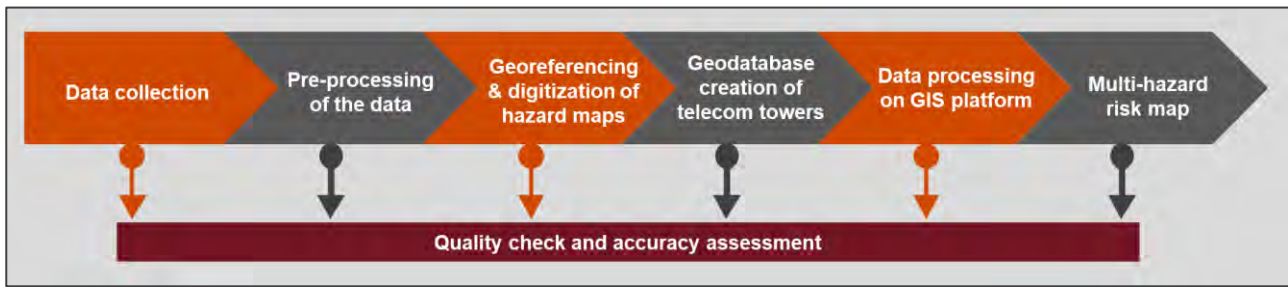 Data collection
Pre-processing
of the data
Georeferencing
& digitization of
hazard maps
Geodatabase
creation of
telecom towers
Data processing
on GIS platform
Multi-hazard
risk map
Quality check and accuracy assessment